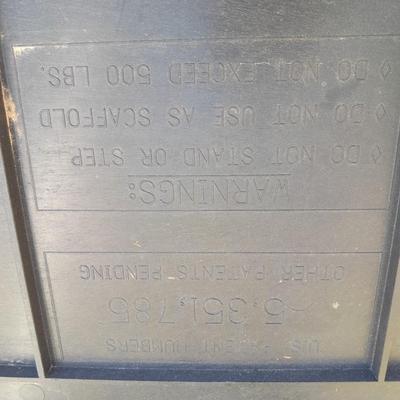 U.S. PATENT NUMBERS
5,351,785
OTHER PATENTS PENDING
WARNINGS:
◊ DO NOT STAND OR STEP
◊ DO NOT USE AS SCAFFOLD
◊ DO NOT EXCEED 500 LBS.